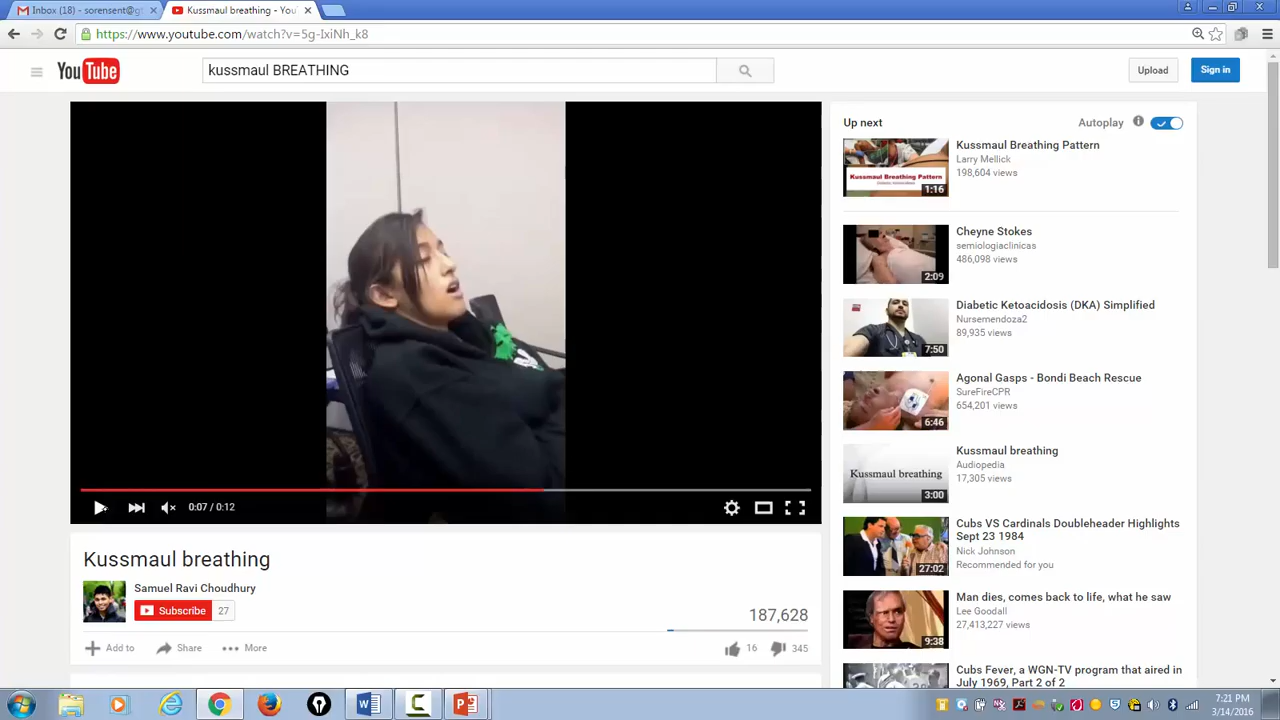 Inbox (18) - sorensent@g
Kussmaul breathing - You
https://www.youtube.com/watch?v=5g-IxiNh_k8
YouTube
kussmaul BREATHING
Upload
Sign in
Up next
Autoplay
Kussmaul Breathing Pattern
Larry Mellick
198,604 views
Kussmaul Breathing Pattern
1:16
Cheyne Stokes
semiologiaclinicas
486,098 views
2:09
Diabetic Ketoacidosis (DKA) Simplified
Nursemendoza2
89,935 views
7:50
Agonal Gasps - Bondi Beach Rescue
SureFireCPR
654,201 views
6:46
Kussmaul breathing
Audiopedia
17,305 views
Kussmaul breathing
3:00
0:07 / 0:12
Cubs VS Cardinals Doubleheader Highlights
Sept 23 1984
Nick Johnson
Recommended for you
27:02
Kussmaul breathing
Samuel Ravi Choudhury
Subscribe 27
187,628
Add to
Share
More
16
345
Man dies, comes back to life, what he saw
Lee Goodall
27,413,227 views
9:38
Cubs Fever, a WGN-TV program that aired in
July 1969, Part 2 of 2
7:21 PM
3/14/2016